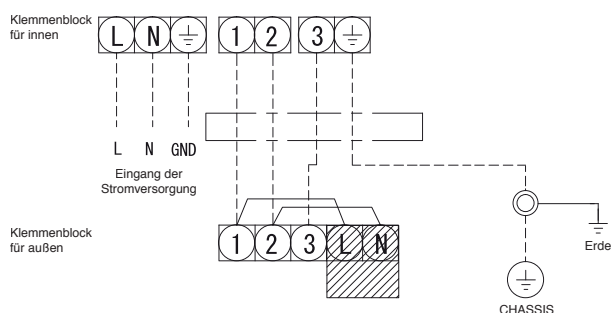 Klemmenblock
für innen
L N 1 2 3
L N GND
Eingang der
Stromversorgung
Klemmenblock
für außen
1 2 3 L N
Erde
CHASSIS